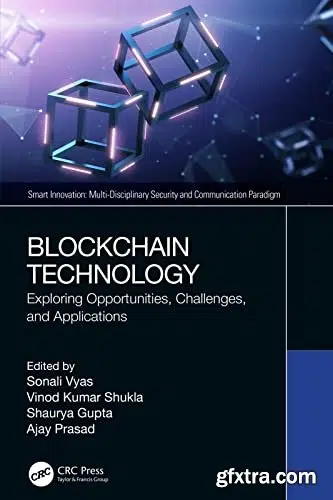 Smart Innovation: Multi-Disciplinary Security and Communication Paradigm
BLOCKCHAIN
TECHNOLOGY
Exploring Opportunities, Challenges,
and Applications
Edited by
Sonali Vyas
Vinod Kumar Shukla
Shaurya Gupta
Ajay Prasad
CRC
CRC Press
Taylor & Francis Group
gfxtra.com